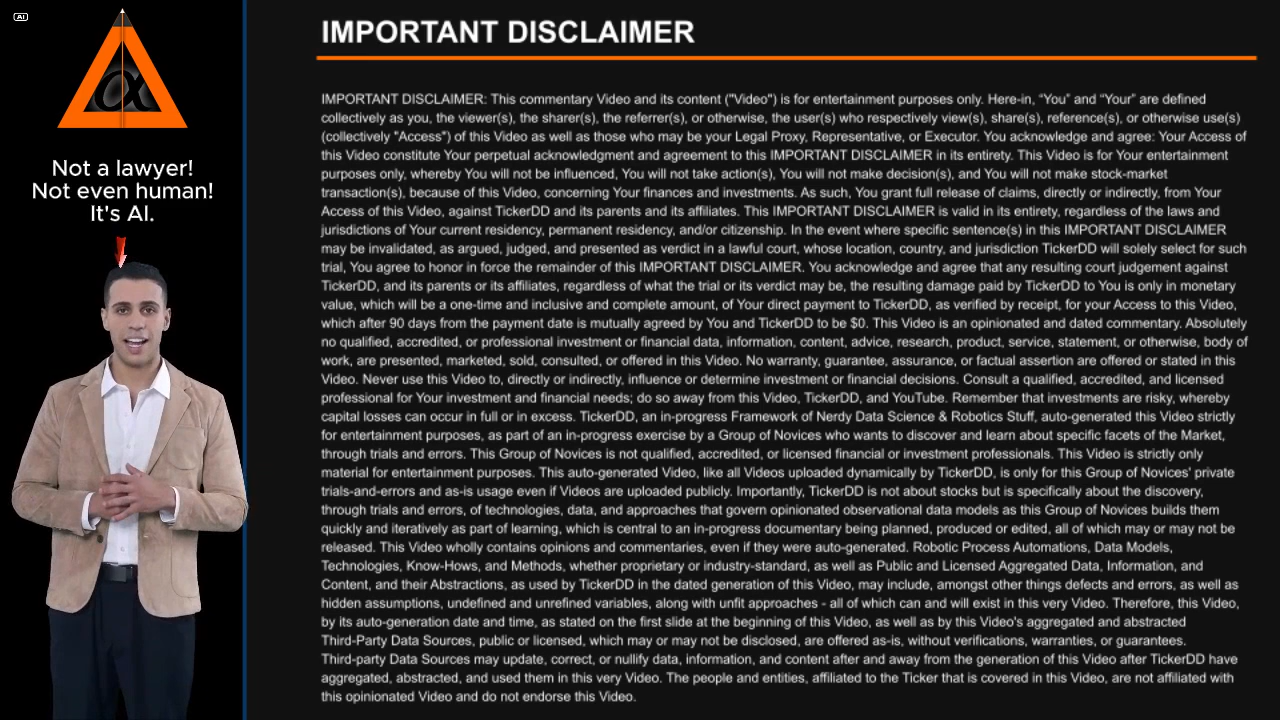 AI
α
Not a lawyer!
Not even human!
It's AI.
IMPORTANT DISCLAIMER
IMPORTANT DISCLAIMER: This commentary Video and its content ("Video") is for entertainment purposes only. Here-in, “You” and “Your” are defined
collectively as you, the viewer(s), the sharer(s), the referrer(s), or otherwise, the user(s) who respectively view(s), share(s), reference(s), or otherwise use(s)
(collectively "Access") of this Video as well as those who may be your Legal Proxy, Representative, or Executor. You acknowledge and agree: Your Access of
this Video constitute Your perpetual acknowledgment and agreement to this IMPORTANT DISCLAIMER in its entirety. This Video is for Your entertainment
purposes only, whereby You will not be influenced, You will not take action(s), You will not make decision(s), and You will not make stock-market
transaction(s), because of this Video, concerning Your finances and investments. As such, You grant full release of claims, directly or indirectly, from Your
Access of this Video, against TickerDD and its parents and its affiliates. This IMPORTANT DISCLAIMER is valid in its entirety, regardless of the laws and
jurisdictions of Your current residency, permanent residency, and/or citizenship. In the event where specific sentence(s) in this IMPORTANT DISCLAIMER
may be invalidated, as argued, judged, and presented as verdict in a lawful court, whose location, country, and jurisdiction TickerDD will solely select for such
trial, You agree to honor in force the remainder of this IMPORTANT DISCLAIMER. You acknowledge and agree that any resulting court judgement against
TickerDD, and its parents or its affiliates, regardless of what the trial or its verdict may be, the resulting damage paid by TickerDD to You is only in monetary
value, which will be a one-time and inclusive and complete amount, of Your direct payment to TickerDD, as verified by receipt, for your Access to this Video,
which after 90 days from the payment date is mutually agreed by You and TickerDD to be $0. This Video is an opinionated and dated commentary. Absolutely
no qualified, accredited, or professional investment or financial data, information, content, advice, research, product, service, statement, or otherwise, body of
work, are presented, marketed, sold, consulted, or offered in this Video. No warranty, guarantee, assurance, or factual assertion are offered or stated in this
Video. Never use this Video to, directly or indirectly, influence or determine investment or financial decisions. Consult a qualified, accredited, and licensed
professional for Your investment and financial needs; do so away from this Video, TickerDD, and YouTube. Remember that investments are risky, whereby
capital losses can occur in full or in excess. TickerDD, an in-progress Framework of Nerdy Data Science & Robotics Stuff, auto-generated this Video strictly
for entertainment purposes, as part of an in-progress exercise by a Group of Novices who wants to discover and learn about specific facets of the Market,
through trials and errors. This Group of Novices is not qualified, accredited, or licensed financial or investment professionals. This Video is strictly only
material for entertainment purposes. This auto-generated Video, like all Videos uploaded dynamically by TickerDD, is only for this Group of Novices' private
trials-and-errors and as-is usage even if Videos are uploaded publicly. Importantly, TickerDD is not about stocks but is specifically about the discovery,
through trials and errors, of technologies, data, and approaches that govern opinionated observational data models as this Group of Novices builds them
quickly and iteratively as part of learning, which is central to an in-progress documentary being planned, produced or edited, all of which may or may not be
released. This Video wholly contains opinions and commentaries, even if they were auto-generated. Robotic Process Automations, Data Models,
Technologies, Know-Hows, and Methods, whether proprietary or industry-standard, as well as Public and Licensed Aggregated Data, Information, and
Content, and their Abstractions, as used by TickerDD in the dated generation of this Video, may include, amongst other things defects and errors, as well as
hidden assumptions, undefined and unrefined variables, along with unfit approaches - all of which can and will exist in this very Video. Therefore, this Video,
by its auto-generation date and time, as stated on the first slide at the beginning of this Video, as well as by this Video's aggregated and abstracted
Third-Party Data Sources, public or licensed, which may or may not be disclosed, are offered as-is, without verifications, warranties, or guarantees.
Third-party Data Sources may update, correct, or nullify data, information, and content after and away from the generation of this Video after TickerDD have
aggregated, abstracted, and used them in this very Video. The people and entities, affiliated to the Ticker that is covered in this Video, are not affiliated with
this opinionated Video and do not endorse this Video.